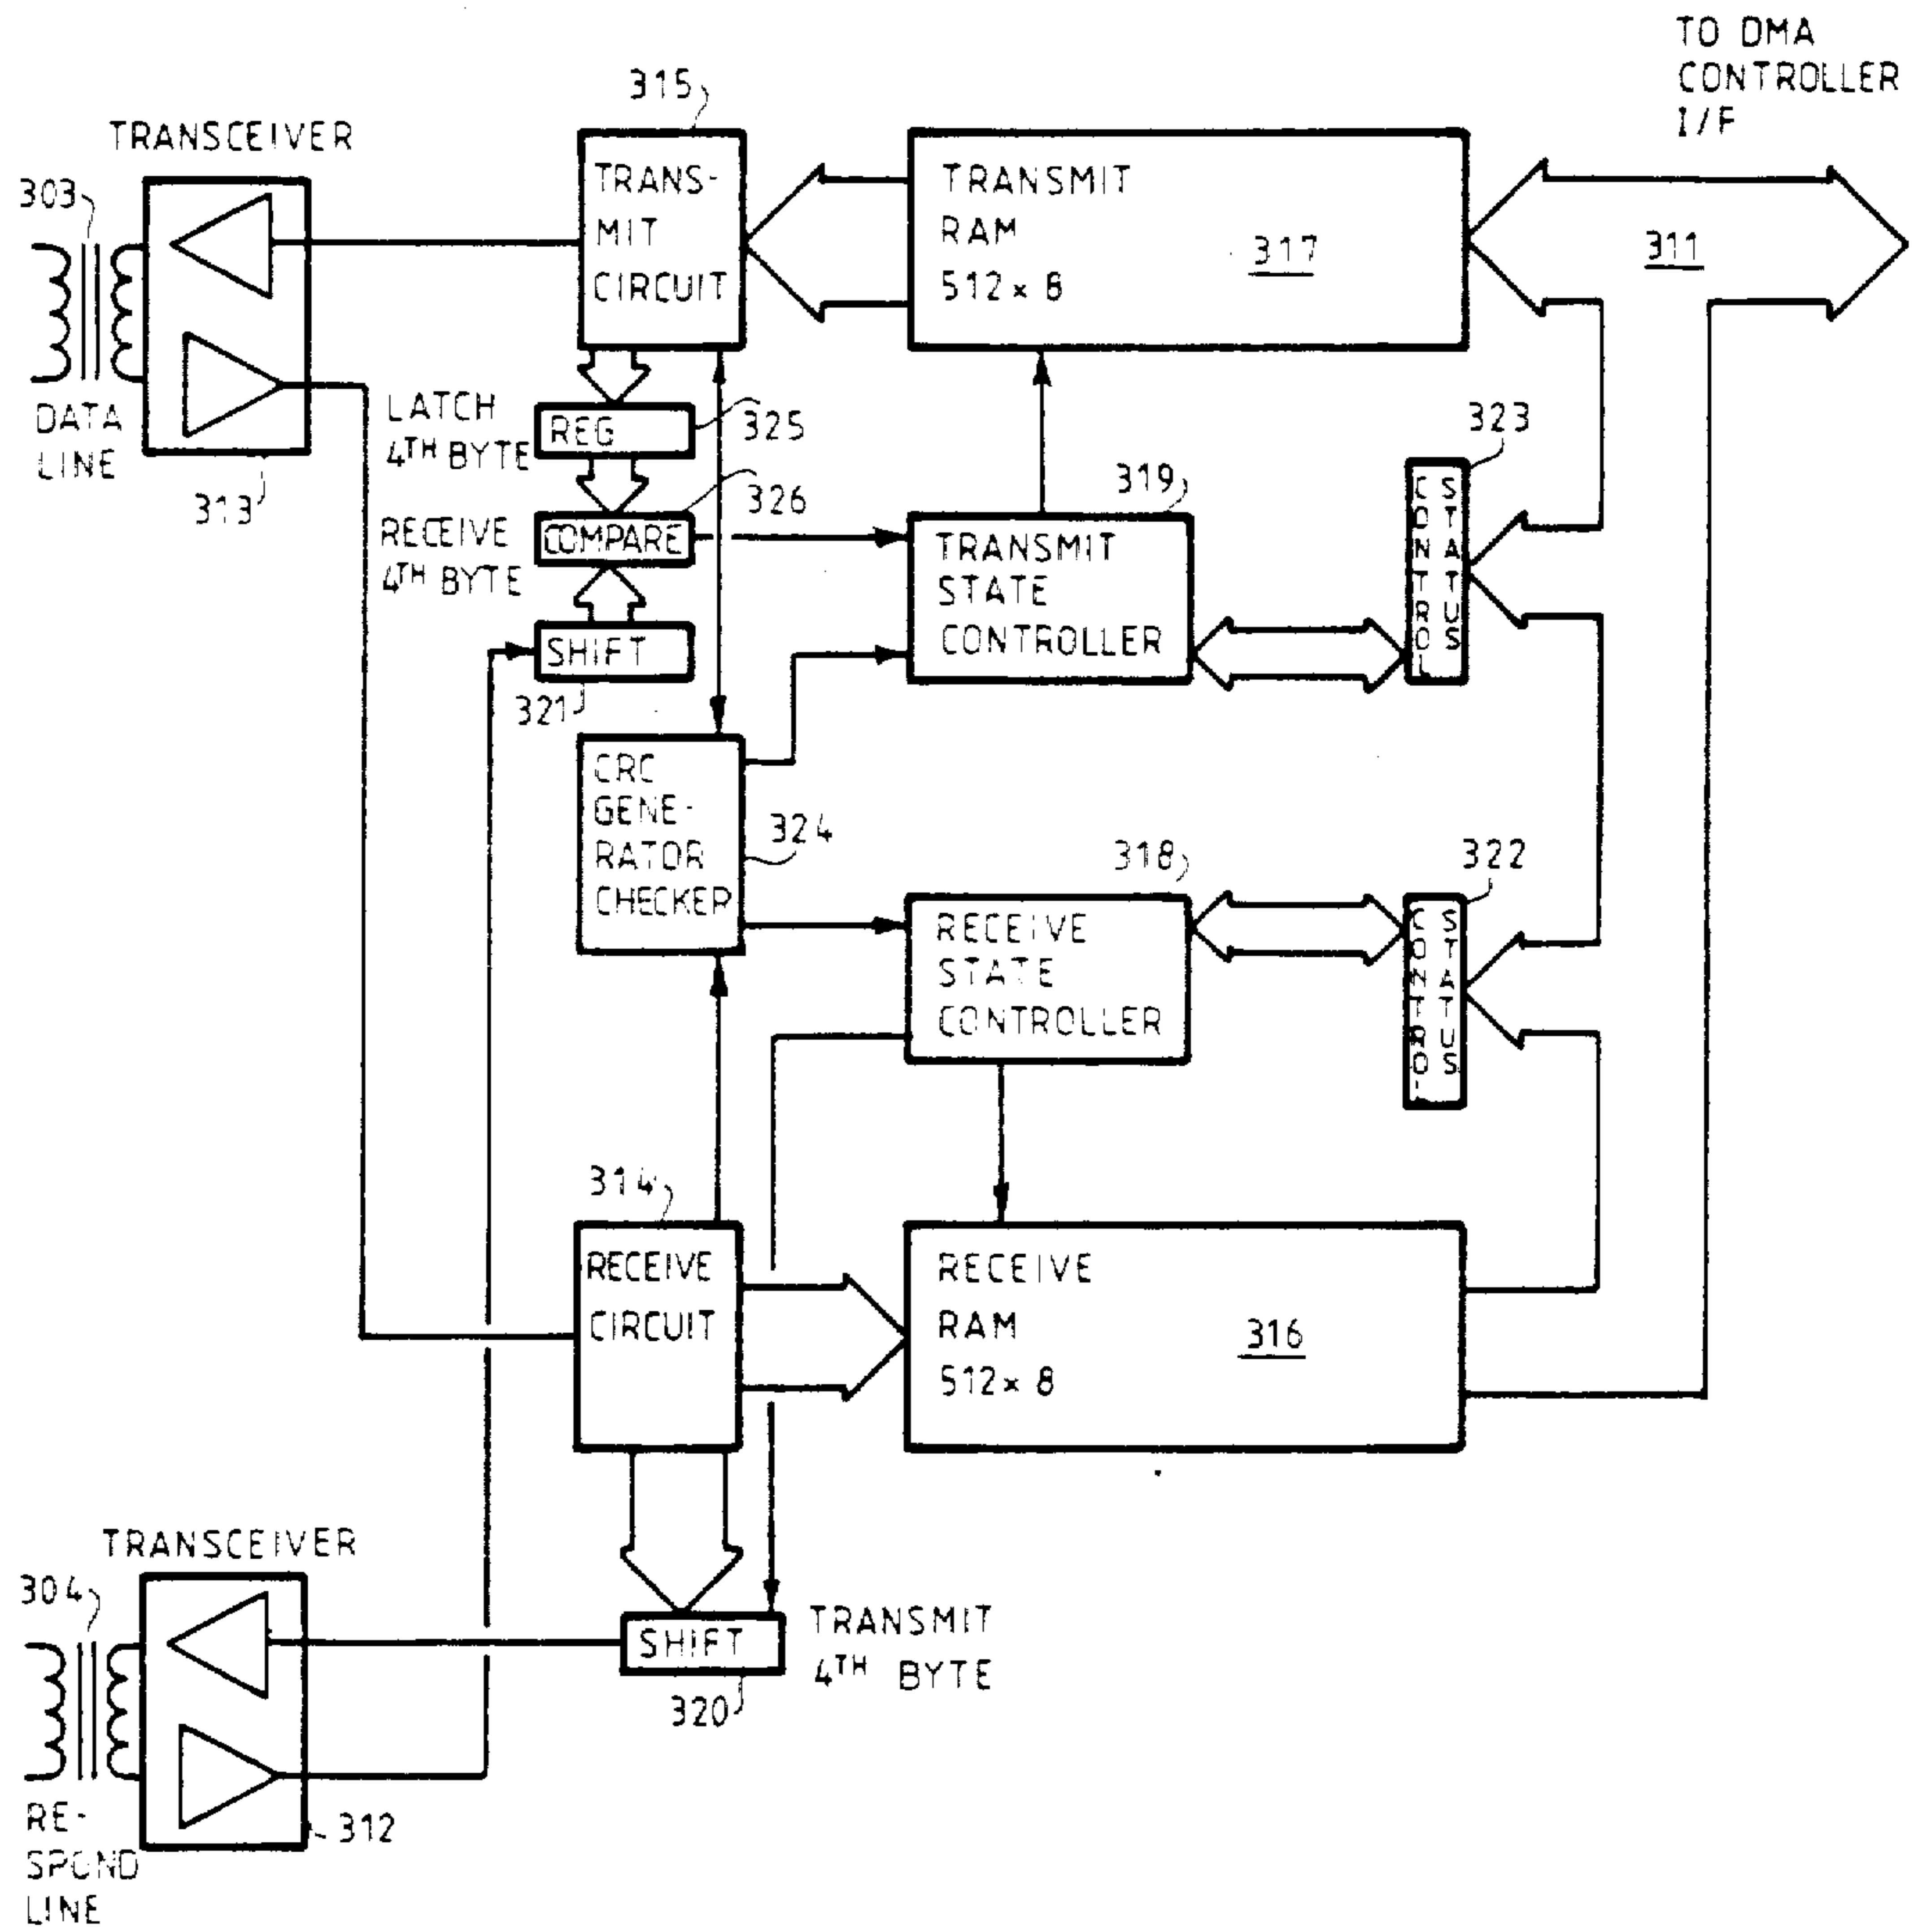 TO DMA
CONTROLLER
I/F
315
TRANSCEIVER
303
TRANS-
MIT
CIRCUIT
TRANSMIT
RAM
512× 8
317
311
DATA
LINE
313
LATCH
4TH BYTE
REG
325
326
RECEIVE
4TH BYTE
COMPARE
SHIFT
321
319
TRANSMIT
STATE
CONTROLLER
323
CONTROL
STATUS
CRC
GENE-
RATOR
CHECKER
324
318
RECEIVE
STATE
CONTROLLER
322
CONTROL
STATUS
314
RECEIVE
CIRCUIT
RECEIVE
RAM
512× 8
316
TRANSCEIVER
304
SHIFT
320
TRANSMIT
4TH BYTE
312
RE-
SPOND
LINE